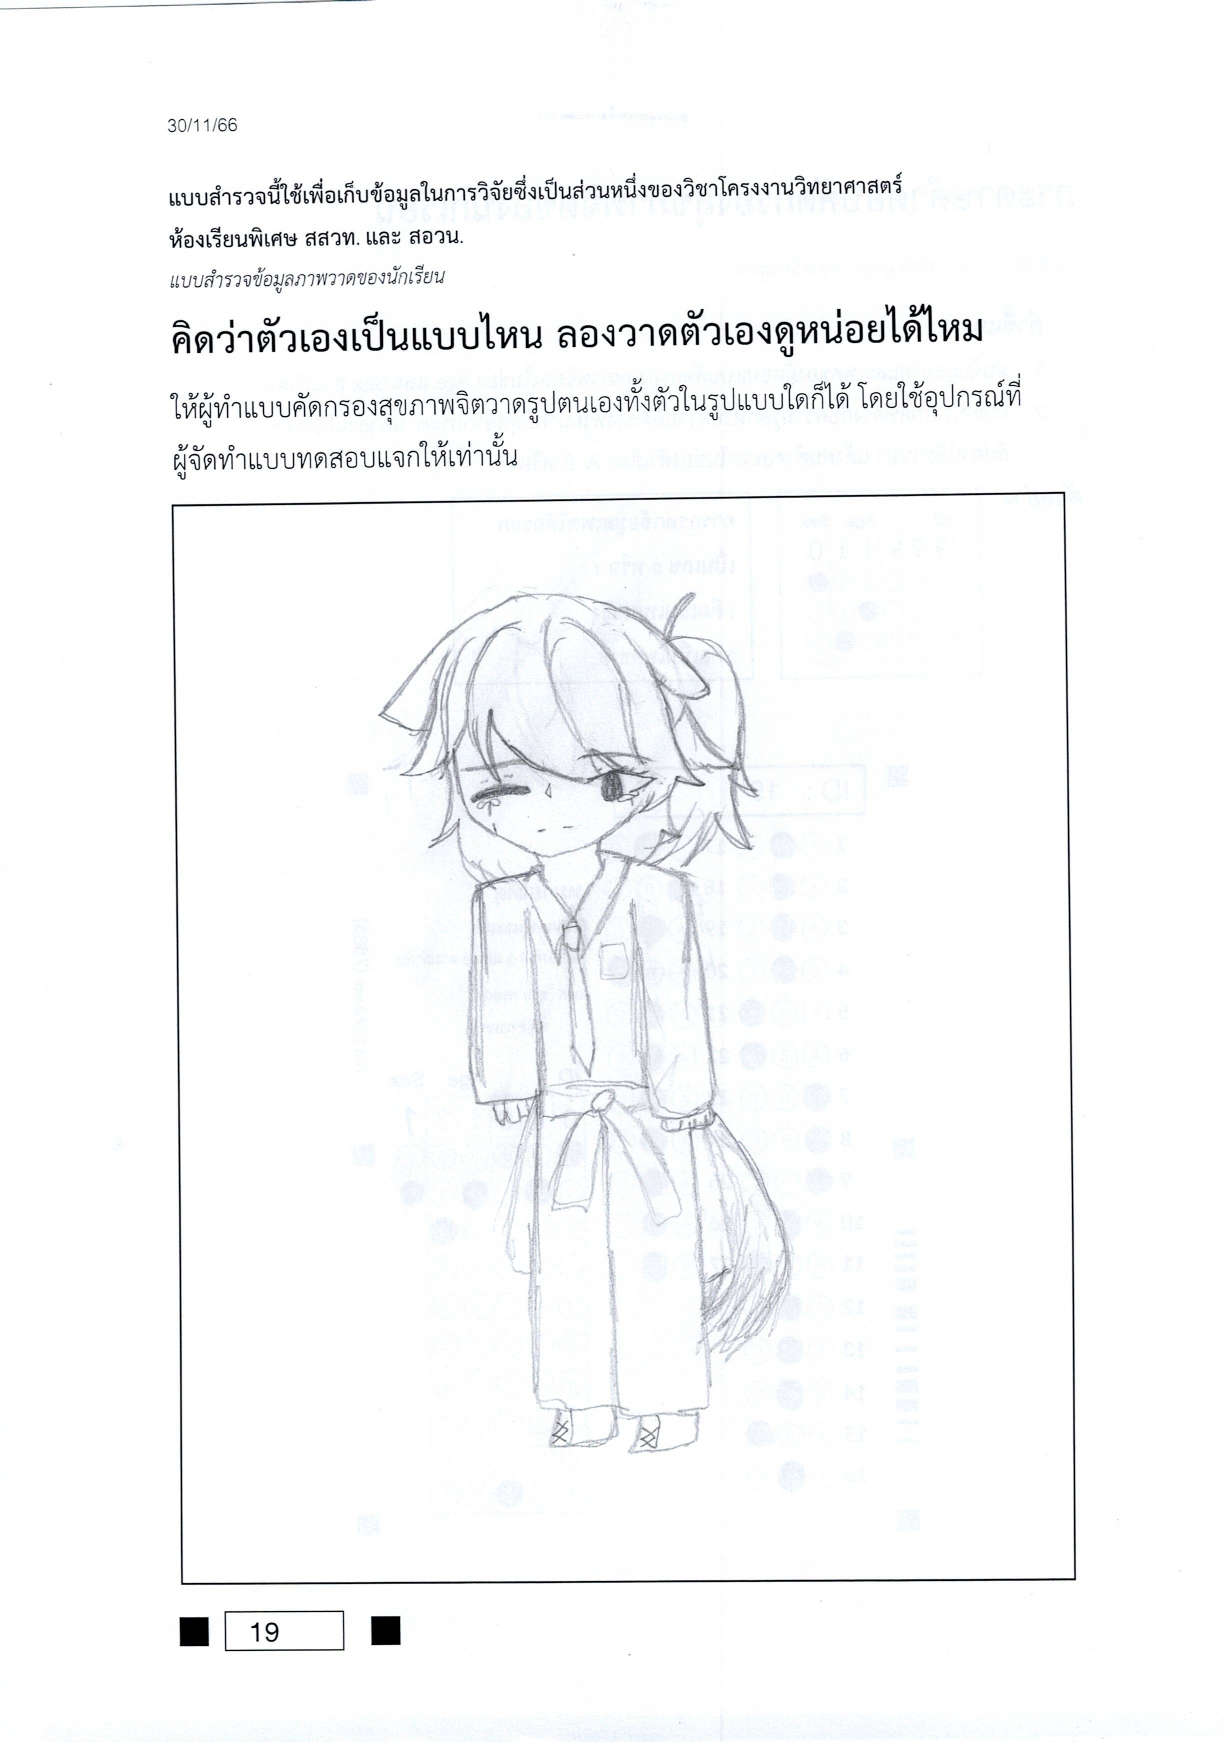 30/11/66
แบบสำรวจนี้ใช้เพื่อเก็บข้อมูลในการวิจัยซึ่งเป็นส่วนหนึ่งของวิชาโครงงานวิทยาศาสตร์
ห้องเรียนพิเศษ สสวท. และ สอวน.
แบบสำรวจข้อมูลภาพวาดของนักเรียน
คิดว่าตัวเองเป็นแบบไหน ลองวาดตัวเองดูหน่อยได้ไหม
ให้ผู้ทำแบบคัดกรองสุขภาพจิตวาดรูปตนเองทั้งตัวในรูปแบบใดก็ได้ โดยใช้อุปกรณ์ที่
ผู้จัดทำแบบทดสอบแจกให้เท่านั้น
19